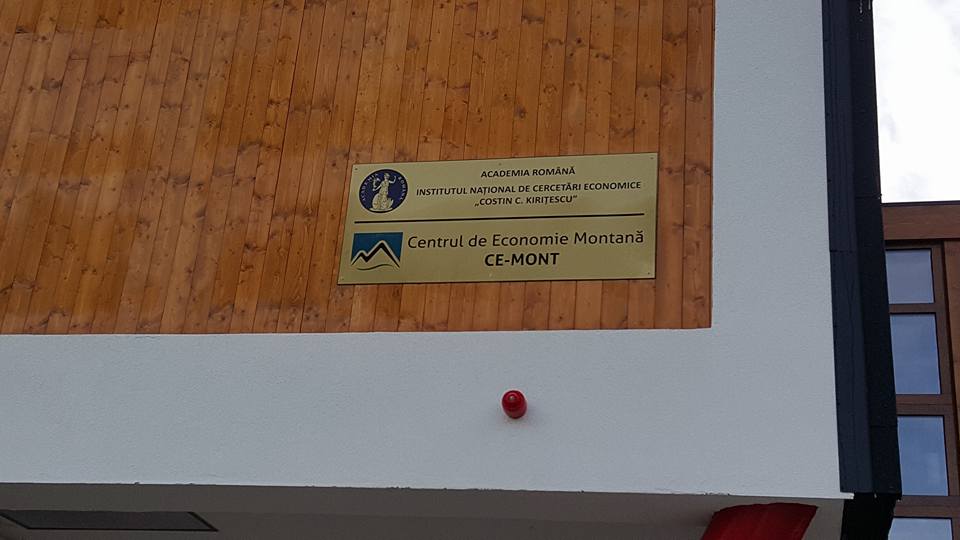 ACADEMIA ROMÂNĂ
INSTITUTUL NAȚIONAL DE CERCETĂRI ECONOMICE
„COSTIN C. KIRIȚESCU”
Centrul de Economie Montană
CE-MONT